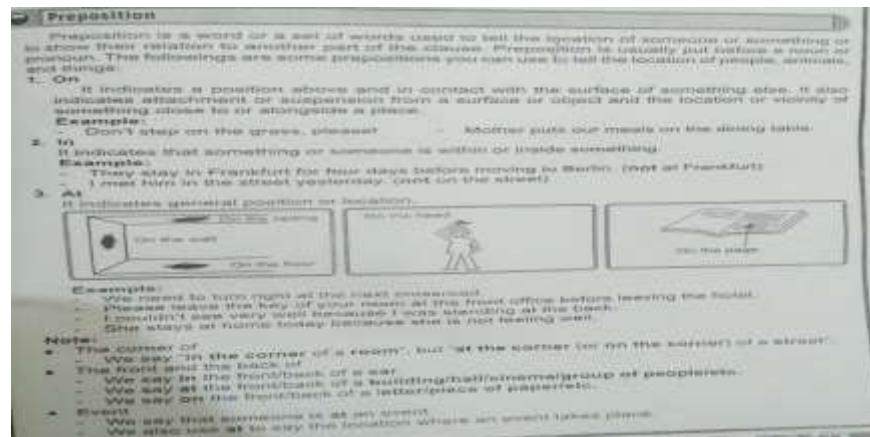 Preposition
Preposition is a word or a set of words used to tell the location of someone or something or
to show their relation to another part of the clause. Preposition is usually put before a noun or
pronoun. The followings are some prepositions you can use to tell the location of people, animals,
and things.
1. On
It indicates a position above and in contact with the surface of something else. It also
indicates attachment or suspension from a surface or object and the location or vicinity of
something close to or alongside a place.
Example:
- Don't step on the grass, please! - Mother puts our meals on the dining table.
2. In
It indicates that something or someone is within or inside something.
Example:
- They stay in Frankfurt for four days before moving to Berlin. (not at Frankfurt)
- I met him in the street yesterday. (not on the street)
3. At
It indicates general position or location.
On the ceiling
On the wall
On the floor
On his head
On the page
Example:
- We need to turn right at the next crossroad.
- Please leave the key of your room at the front office before leaving the hotel.
- I couldn't see very well because I was standing at the back.
- She stays at home today because she is not feeling well.
Note:
• The corner of
- We say "in the corner of a room", but "at the corner (or on the corner) of a street".
• The front and the back of
- We say in the front/back of a car
- We say at the front/back of a building/hall/cinema/group of people/etc.
- We say on the front/back of a letter/piece of paper/etc.
• Event
- We say that someone is at an event
- We also use at to say the location where an event takes place.